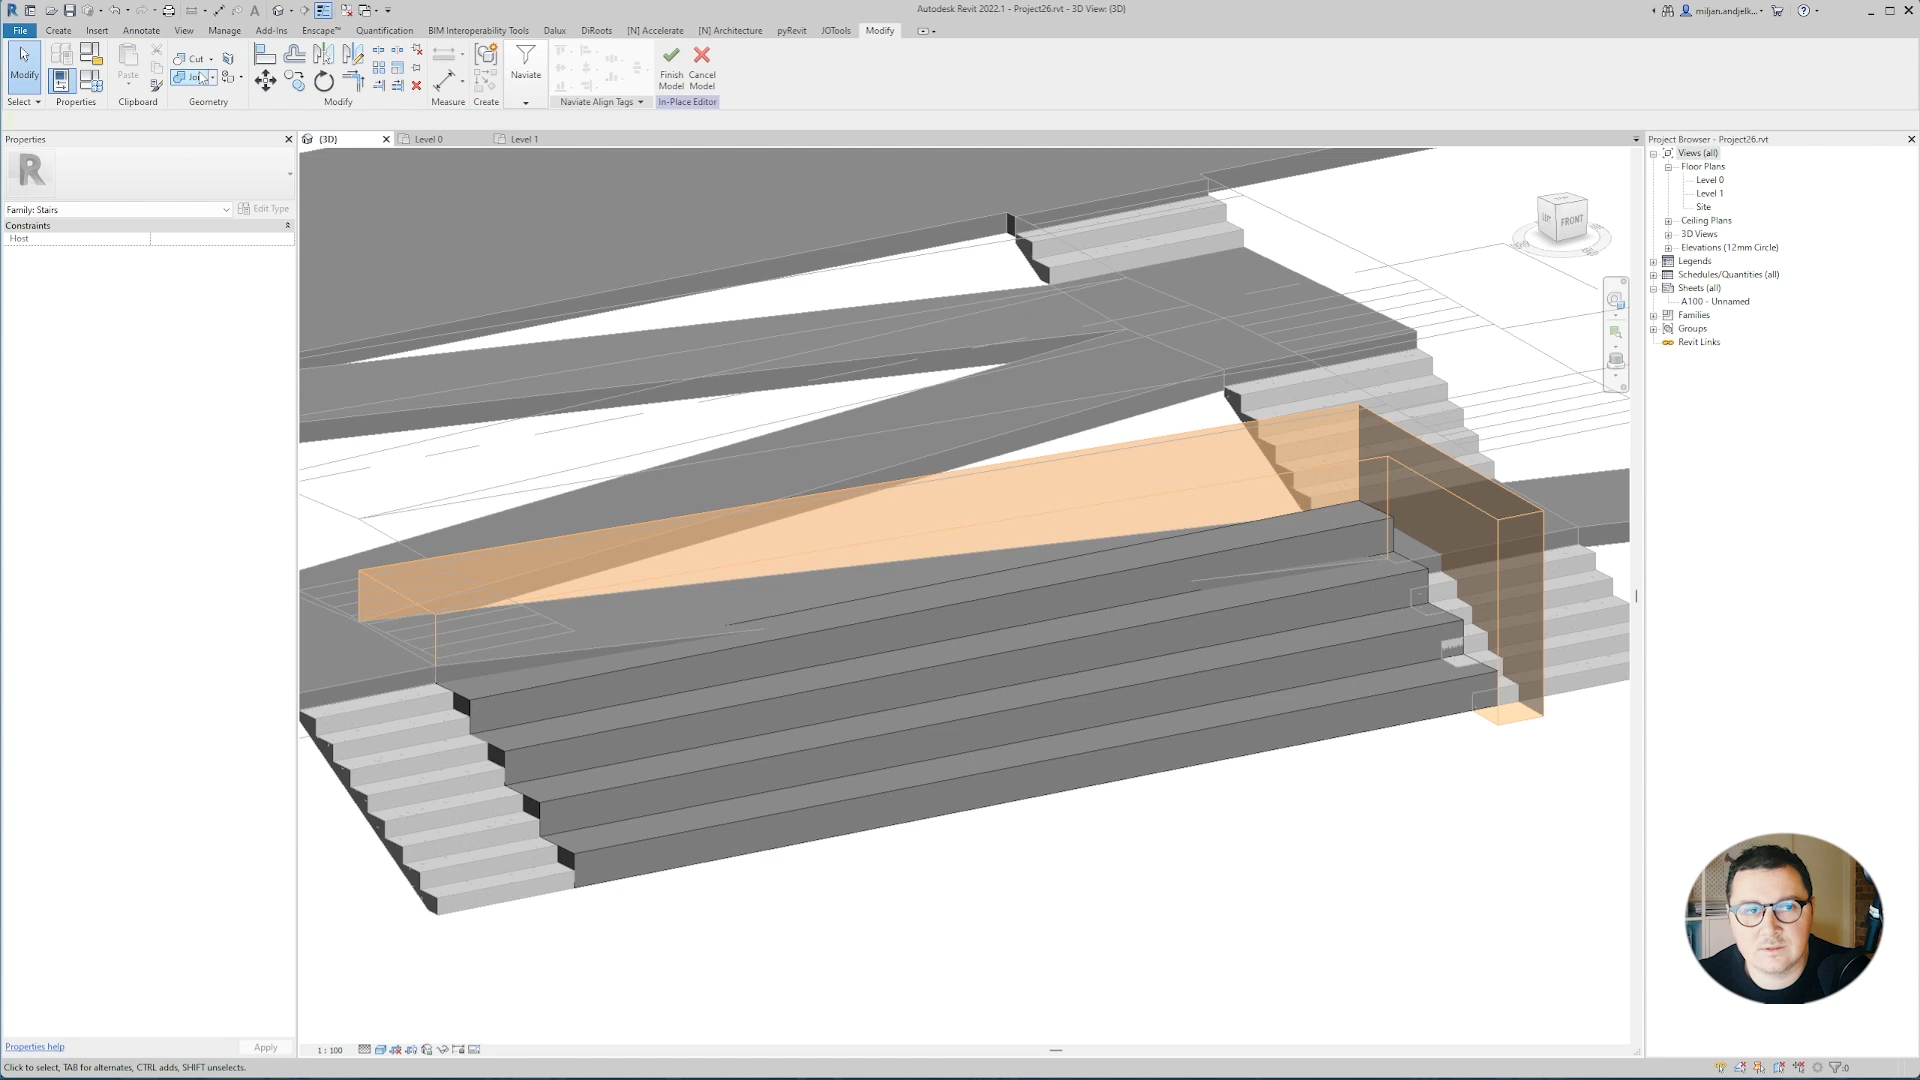 Autodesk Revit 2022.1 - Project26.rvt - 3D View: {3D}
miljan.andjelk...
File Create Insert Annotate View Manage Add-Ins Enscape™ Quantification BIM Interoperability Tools Dalux DiRoots [N] Accelerate [N] Architecture pyRevit JOTools Modify
Modify
Paste
Cut
Join
Naviate
Finish Model
Cancel Model
Select Properties Clipboard Geometry Modify Measure Create Naviate Align Tags In-Place Editor
Properties
{3D} Level 0 Level 1
Project Browser - Project26.rvt
R
Family: Stairs
Edit Type
Constraints
Host
Views (all)
Floor Plans
Level 0
Level 1
Site
Ceiling Plans
3D Views
Elevations (12mm Circle)
Legends
Schedules/Quantities (all)
Sheets (all)
A100 - Unnamed
Families
Groups
Revit Links
FRONT
Properties help
Apply
1 : 100
Click to select, TAB for alternates, CTRL adds, SHIFT unselects.
:0